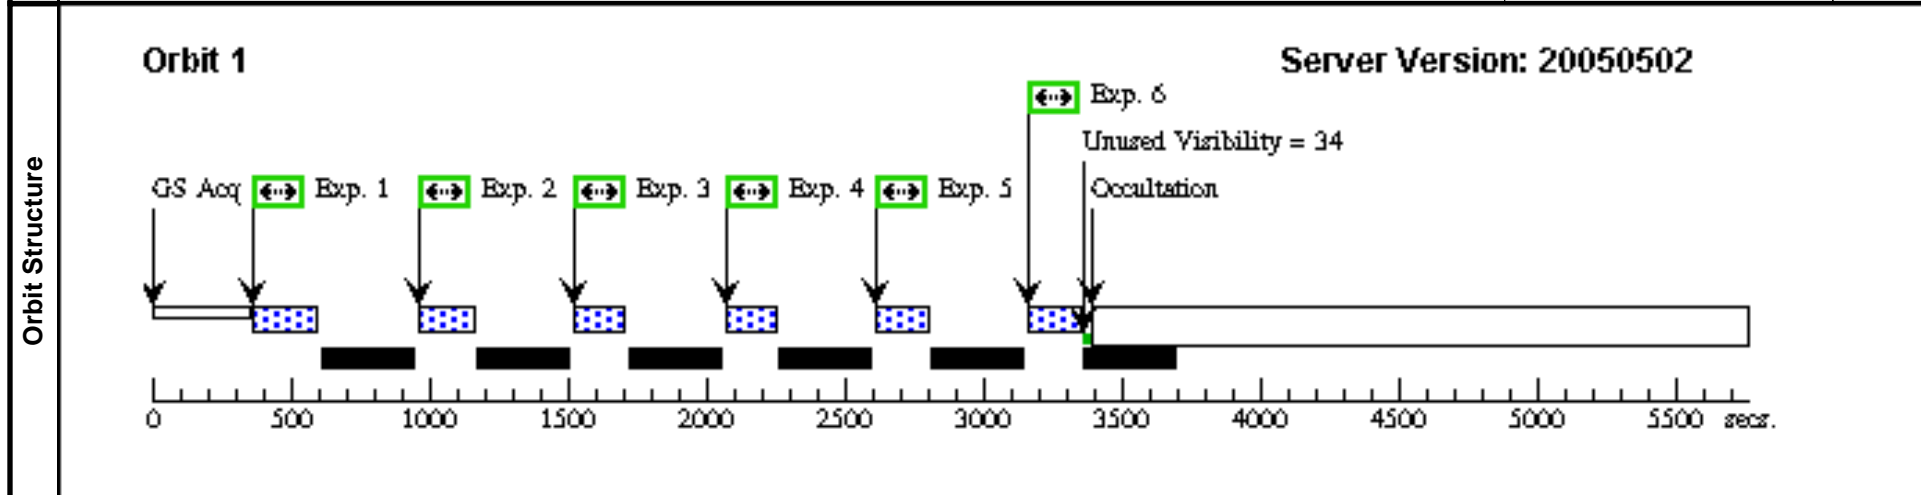 Orbit Structure
Orbit 1
Server Version: 20050502
Exp. 6
Unused Visibility = 34
GS Acq
Exp. 1
Exp. 2
Exp. 3
Exp. 4
Exp. 5
Occultation
0 500 1000 1500 2000 2500 3000 3500 4000 4500 5000 5500 secs.